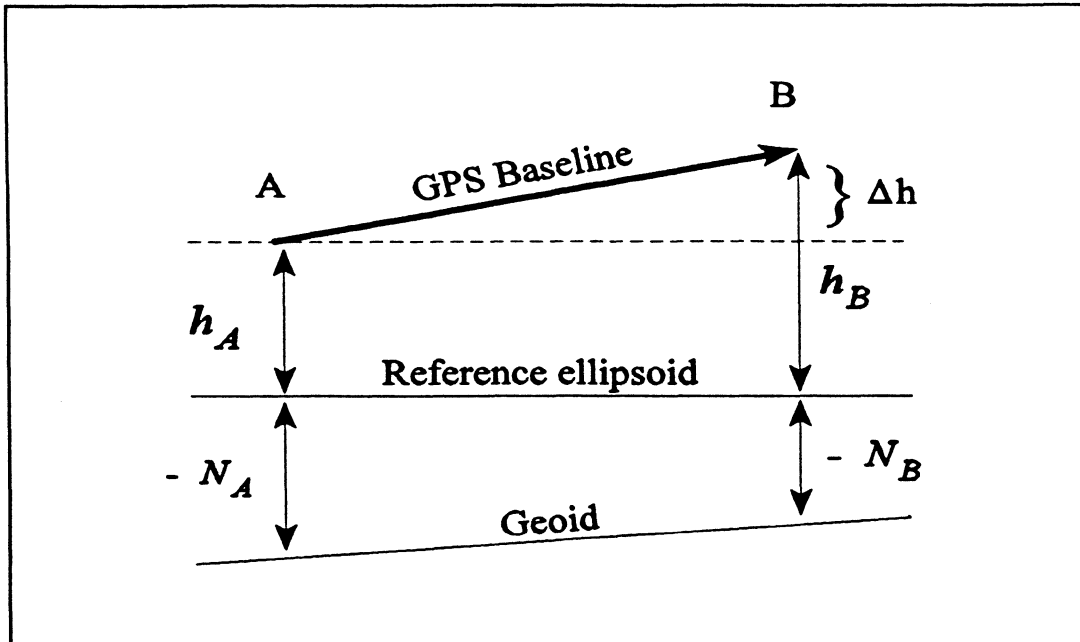 B
A
GPS Baseline
} Δh
h_A
h_B
Reference ellipsoid
- N_A
- N_B
Geoid